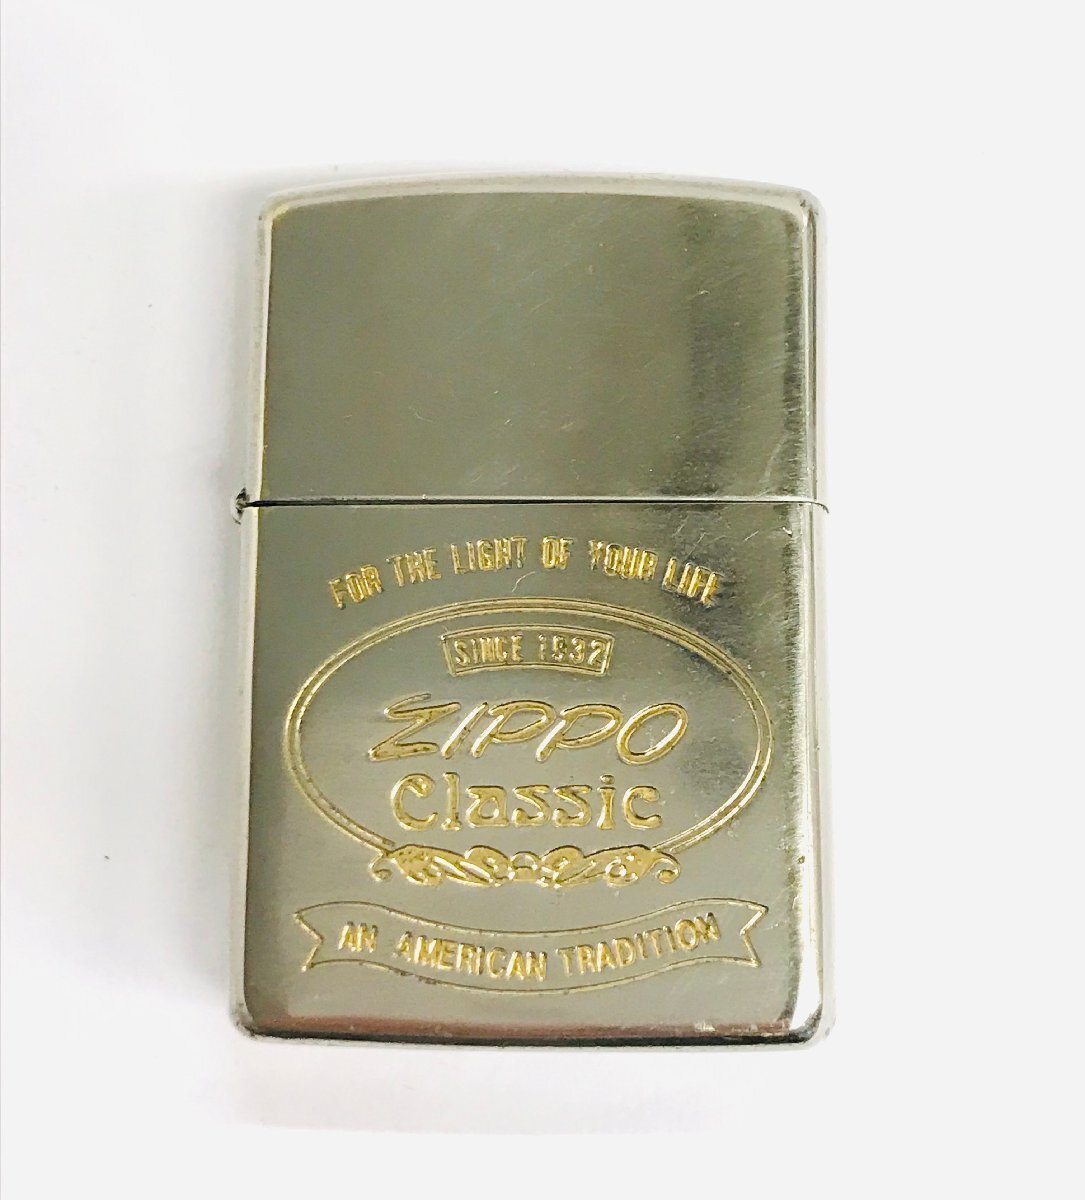 FOR THE LIGHT OF YOUR LIFE
SINCE 1932
ZIPPO
Classic
AN AMERICAN TRADITION